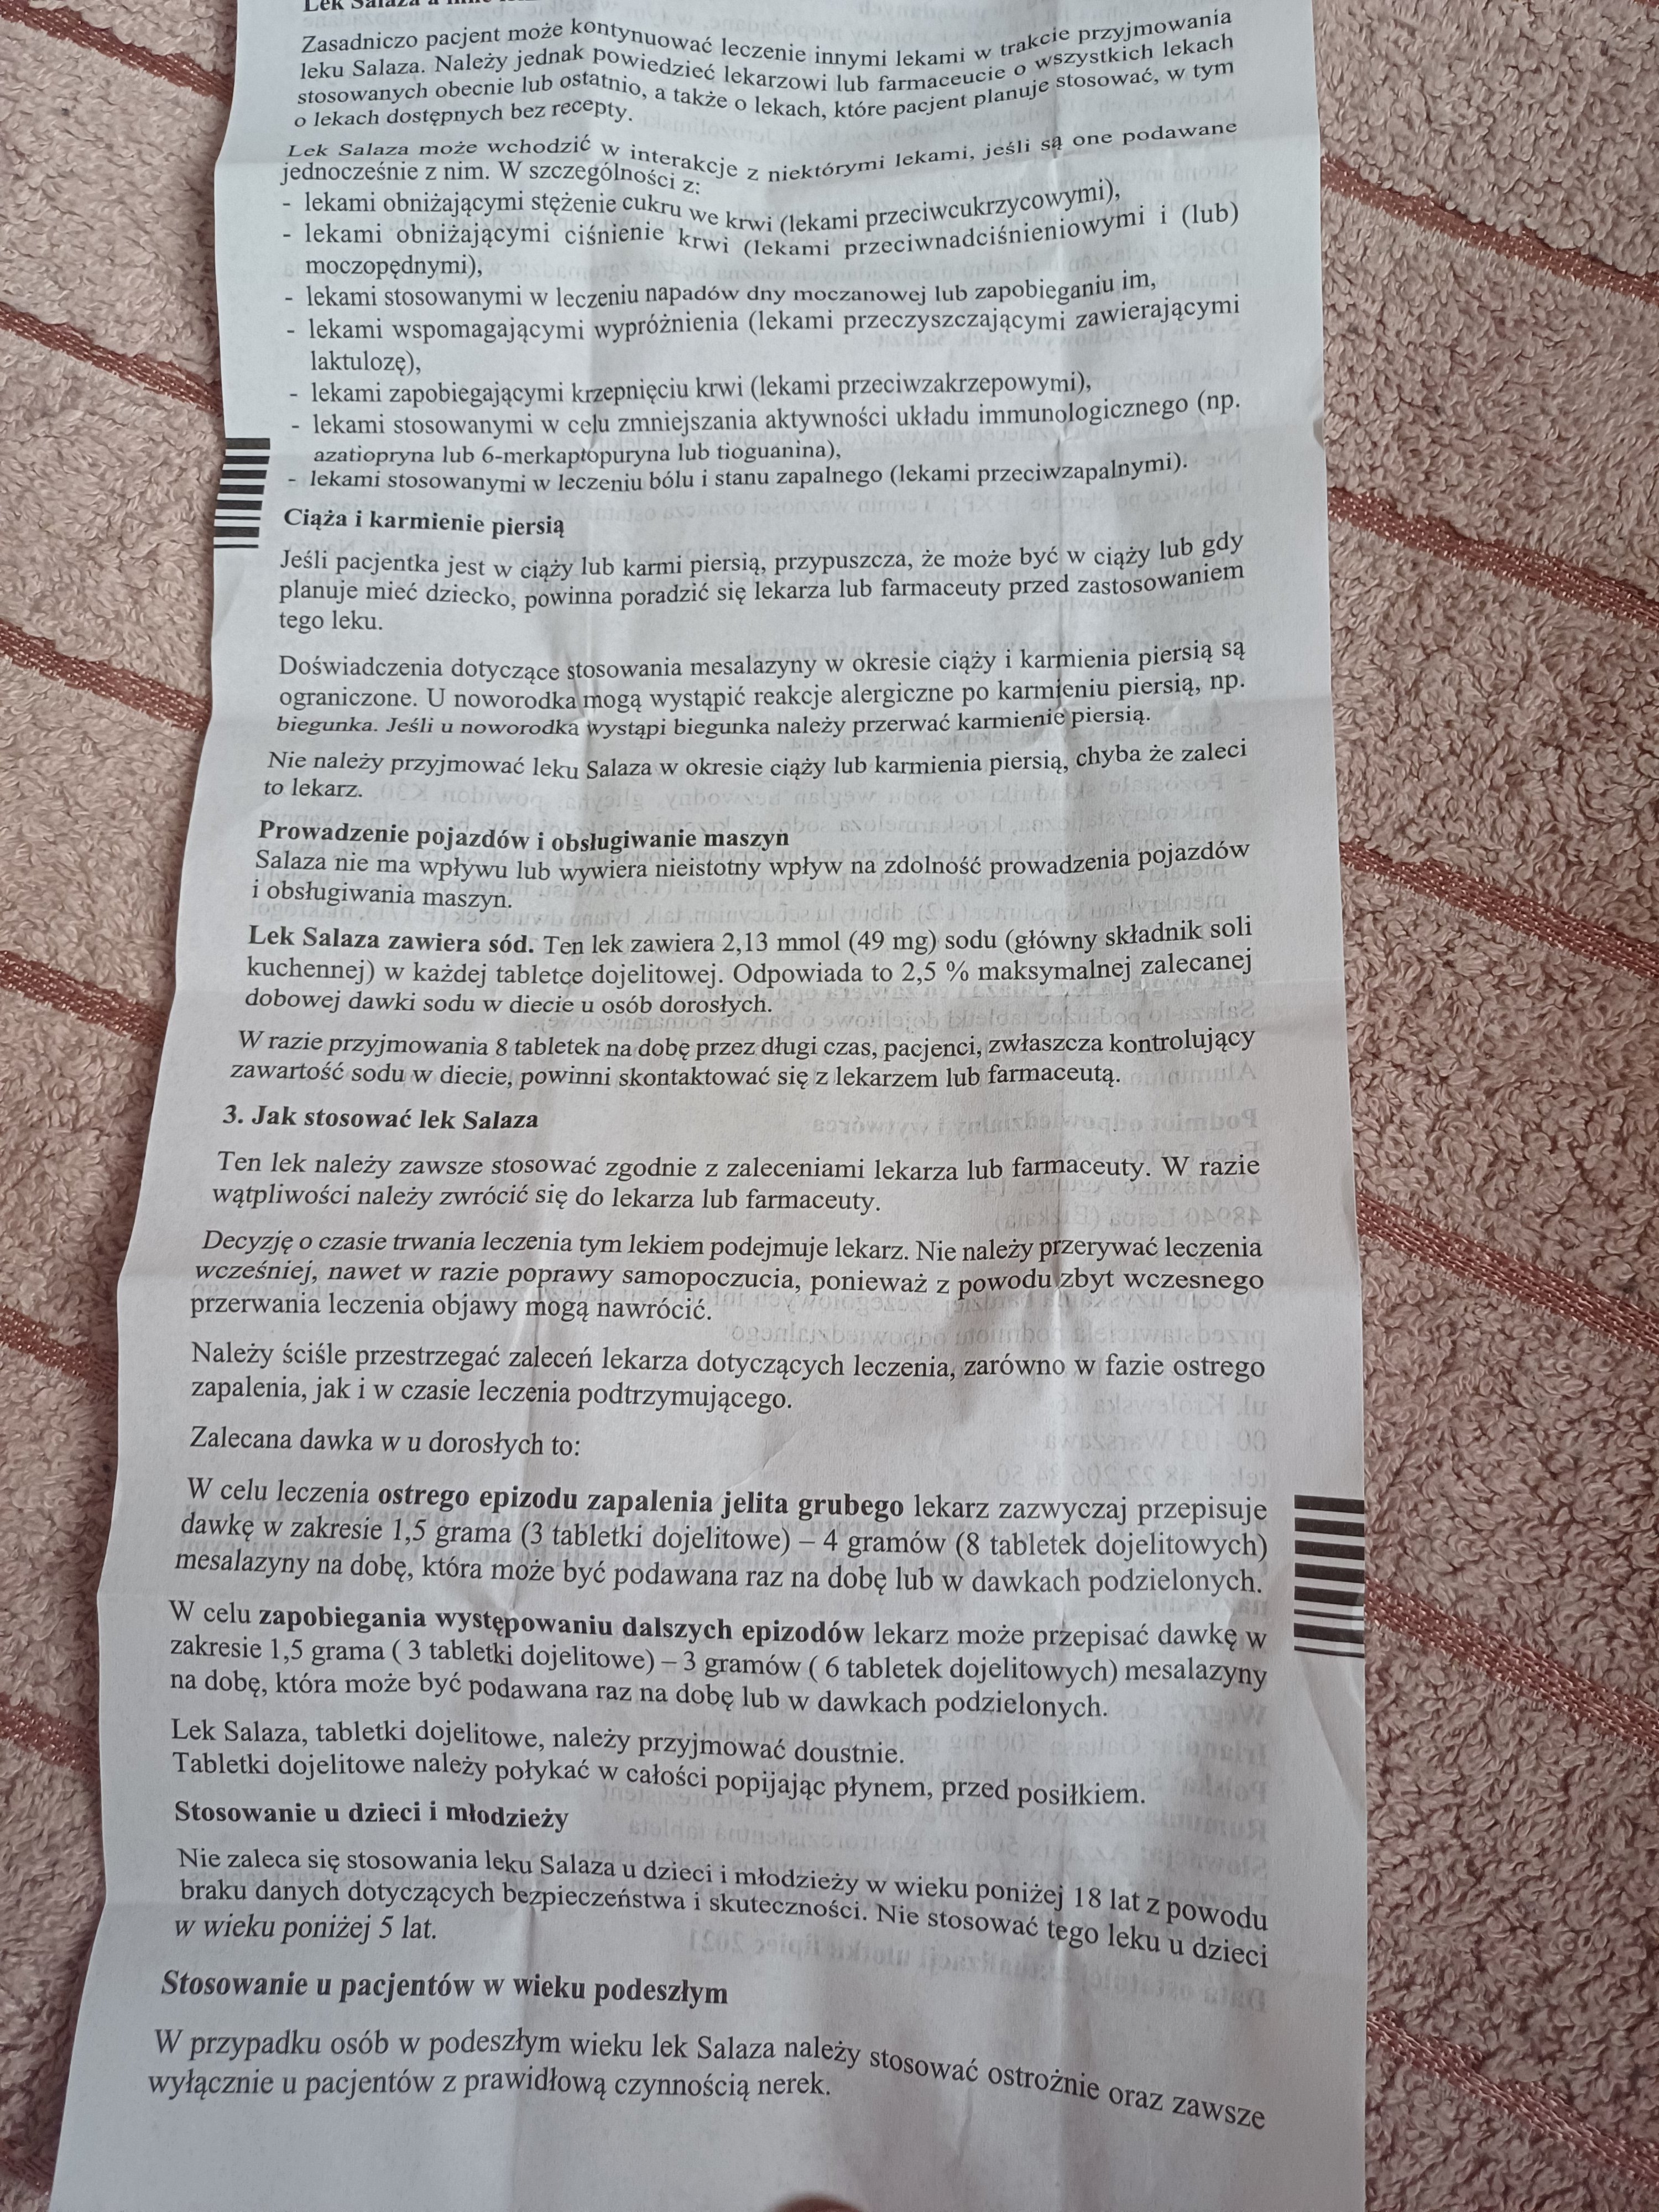 Lek Salaza a inne
Zasadniczo pacjent może kontynuować leczenie innymi lekami w trakcie przyjmowania
leku Salaza. Należy jednak powiedzieć lekarzowi lub farmaceucie o wszystkich lekach
stosowanych obecnie lub ostatnio, a także o lekach, które pacjent planuje stosować, w tym
o lekach dostępnych bez recepty.
Lek Salaza może wchodzić w interakcje z niektórymi lekami, jeśli są one podawane
jednocześnie z nim. W szczególności z:
- lekami obniżającymi stężenie cukru we krwi (lekami przeciwcukrzycowymi),
- lekami obniżającymi ciśnienie krwi (lekami przeciwnadciśnieniowymi i (lub)
moczopędnymi),
- lekami stosowanymi w leczeniu napadów dny moczanowej lub zapobieganiu im,
- lekami wspomagającymi wypróżnienia (lekami przeczyszczającymi zawierającymi
laktulozę),
- lekami zapobiegającymi krzepnięciu krwi (lekami przeciwzakrzepowymi),
- lekami stosowanymi w celu zmniejszania aktywności układu immunologicznego (np.
azatiopryna lub 6-merkaptopuryna lub tioguanina),
- lekami stosowanymi w leczeniu bólu i stanu zapalnego (lekami przeciwzapalnymi).
Ciąża i karmienie piersią
Jeśli pacjentka jest w ciąży lub karmi piersią, przypuszcza, że może być w ciąży lub gdy
planuje mieć dziecko, powinna poradzić się lekarza lub farmaceuty przed zastosowaniem
tego leku.
Doświadczenia dotyczące stosowania mesalazyny w okresie ciąży i karmienia piersią są
ograniczone. U noworodka mogą wystąpić reakcje alergiczne po karmieniu piersią, np.
biegunka. Jeśli u noworodka wystąpi biegunka należy przerwać karmienie piersią.
Nie należy przyjmować leku Salaza w okresie ciąży lub karmienia piersią, chyba że zaleci
to lekarz.
Prowadzenie pojazdów i obsługiwanie maszyn
Salaza nie ma wpływu lub wywiera nieistotny wpływ na zdolność prowadzenia pojazdów
i obsługiwania maszyn.
Lek Salaza zawiera sód. Ten lek zawiera 2,13 mmol (49 mg) sodu (główny składnik soli
kuchennej) w każdej tabletce dojelitowej. Odpowiada to 2,5 % maksymalnej zalecanej
dobowej dawki sodu w diecie u osób dorosłych.
W razie przyjmowania 8 tabletek na dobę przez długi czas, pacjenci, zwłaszcza kontrolujący
zawartość sodu w diecie, powinni skontaktować się z lekarzem lub farmaceutą.
3. Jak stosować lek Salaza
Ten lek należy zawsze stosować zgodnie z zaleceniami lekarza lub farmaceuty. W razie
wątpliwości należy zwrócić się do lekarza lub farmaceuty.
Decyzję o czasie trwania leczenia tym lekiem podejmuje lekarz. Nie należy przerywać leczenia
wcześniej, nawet w razie poprawy samopoczucia, ponieważ z powodu zbyt wczesnego
przerwania leczenia objawy mogą nawrócić.
Należy ściśle przestrzegać zaleceń lekarza dotyczących leczenia, zarówno w fazie ostrego
zapalenia, jak i w czasie leczenia podtrzymującego.
Zalecana dawka w u dorosłych to:
W celu leczenia ostrego epizodu zapalenia jelita grubego lekarz zazwyczaj przepisuje
dawkę w zakresie 1,5 grama (3 tabletki dojelitowe) – 4 gramów (8 tabletek dojelitowych)
mesalazyny na dobę, która może być podawana raz na dobę lub w dawkach podzielonych.
W celu zapobiegania występowaniu dalszych epizodów lekarz może przepisać dawkę w
zakresie 1,5 grama ( 3 tabletki dojelitowe) – 3 gramów ( 6 tabletek dojelitowych) mesalazyny
na dobę, która może być podawana raz na dobę lub w dawkach podzielonych.
Lek Salaza, tabletki dojelitowe, należy przyjmować doustnie.
Tabletki dojelitowe należy połykać w całości popijając płynem, przed posiłkiem.
Stosowanie u dzieci i młodzieży
Nie zaleca się stosowania leku Salaza u dzieci i młodzieży w wieku poniżej 18 lat z powodu
braku danych dotyczących bezpieczeństwa i skuteczności. Nie stosować tego leku u dzieci
w wieku poniżej 5 lat.
Stosowanie u pacjentów w wieku podeszłym
W przypadku osób w podeszłym wieku lek Salaza należy stosować ostrożnie oraz zawsze
wyłącznie u pacjentów z prawidłową czynnością nerek.